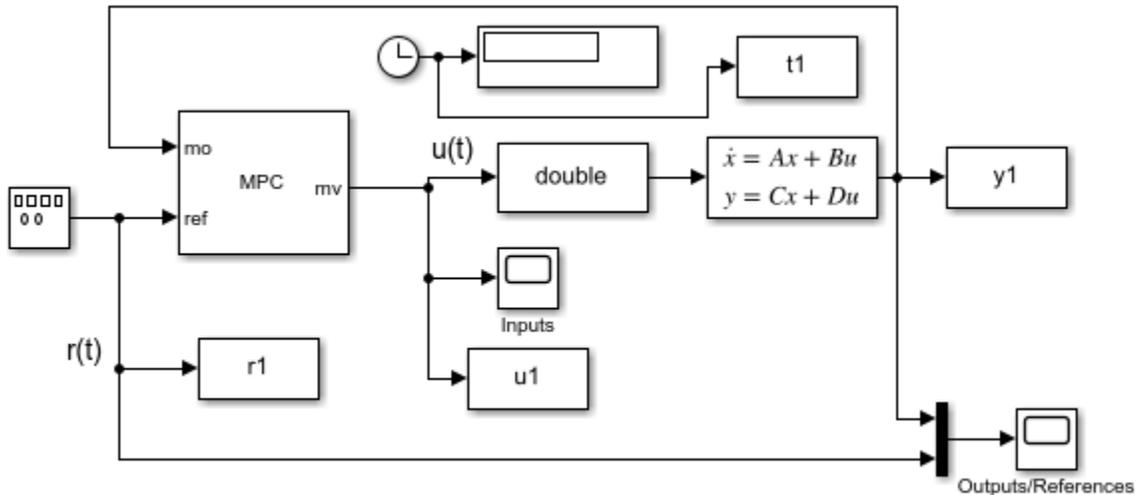 t1
mo
MPC
mv
ref
u(t)
double
ẋ = Ax + Bu
y = Cx + Du
y1
Inputs
r(t)
r1
u1
Outputs/References